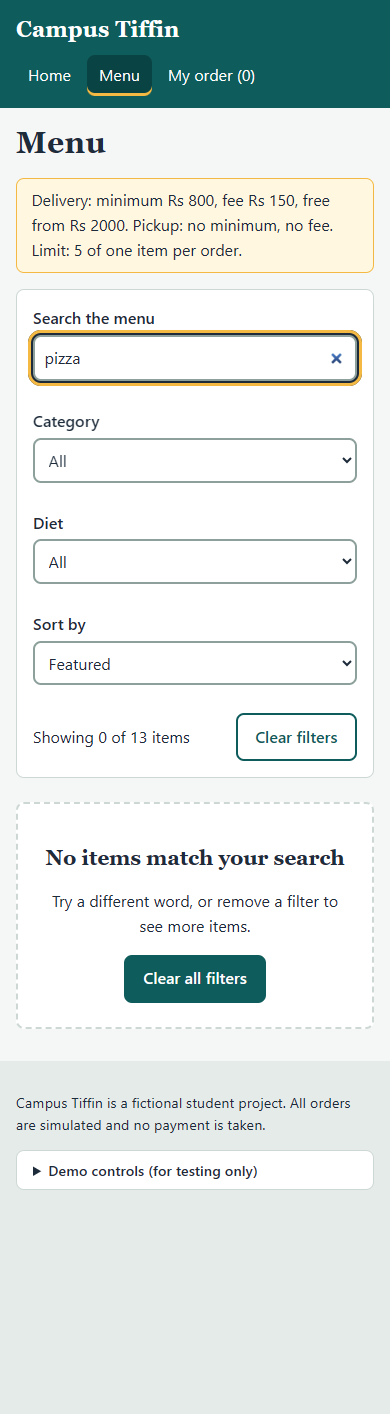 Campus Tiffin
Home Menu My order (0)
Menu
Delivery: minimum Rs 800, fee Rs 150, free
from Rs 2000. Pickup: no minimum, no fee.
Limit: 5 of one item per order.
Search the menu
pizza
Category
All
Diet
All
Sort by
Featured
Showing 0 of 13 items
Clear filters
No items match your search
Try a different word, or remove a filter to
see more items.
Clear all filters
Campus Tiffin is a fictional student project. All orders
are simulated and no payment is taken.
Demo controls (for testing only)